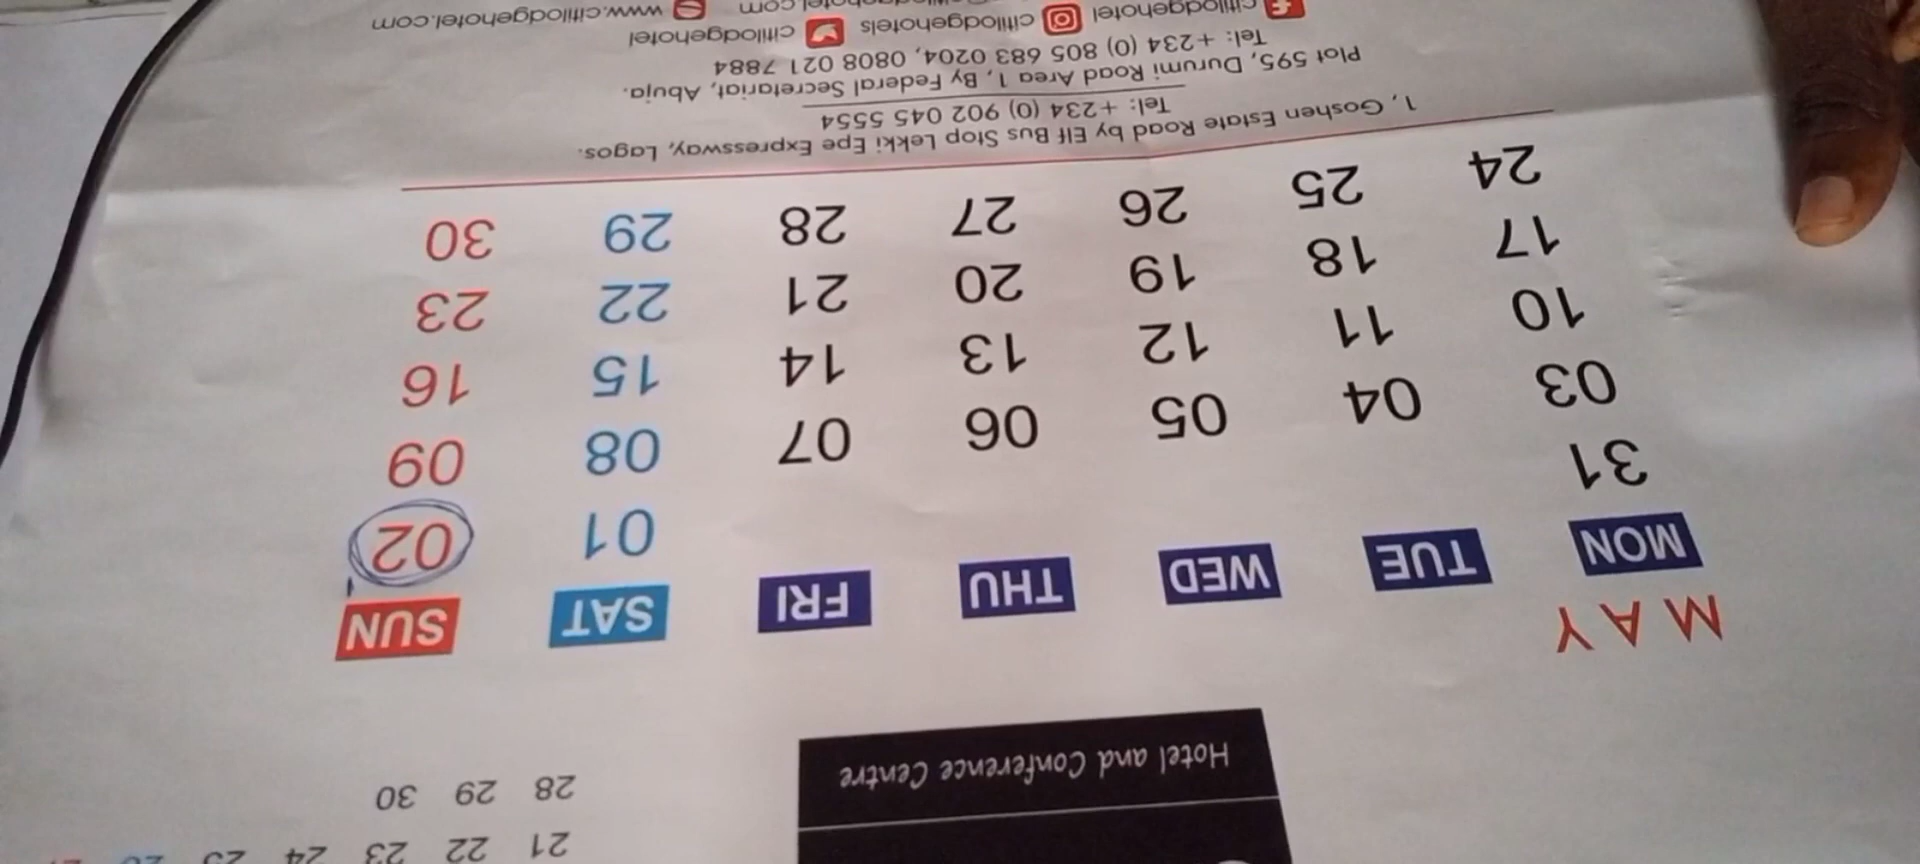 21 22 23 24 25
28 29 30
Hotel and Conference Centre
MAY
MON TUE WED THU FRI SAT SUN
31 01 02
03 04 05 06 07 08 09
10 11 12 13 14 15 16
17 18 19 20 21 22 23
24 25 26 27 28 29 30
1, Goshen Estate Road by Elf Bus Stop Lekki Epe Expressway, Lagos.
Tel: +234 (0) 902 045 5554
Plot 595, Durumi Road Area 1, By Federal Secretariat, Abuja.
Tel: +234 (0) 805 683 0204, 0808 021 7884
citilodgehotel citilodgehotels citilodgehotel
www.citilodgehotel.com